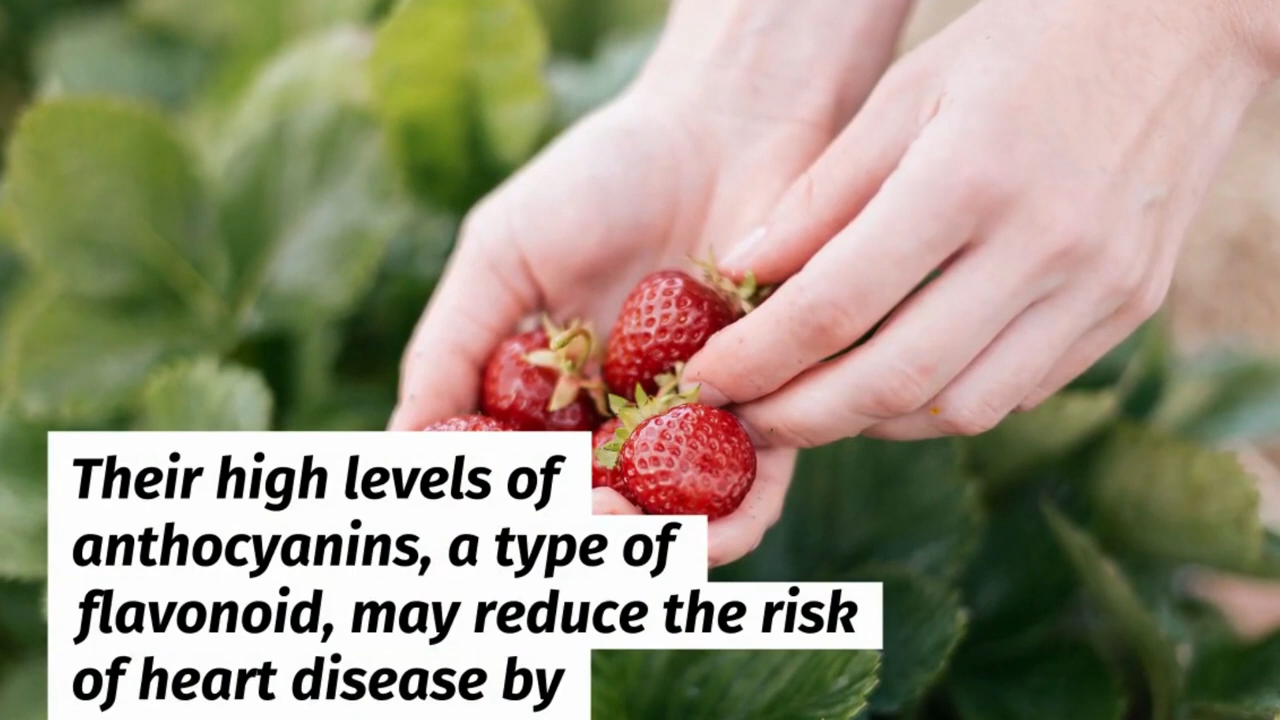 Their high levels of
anthocyanins, a type of
flavonoid, may reduce the risk
of heart disease by